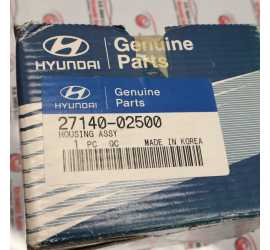 HYUNDAI
Genuine
Parts
HYUNDAI
Genuine
Parts
27140-02500
HOUSING ASSY
1 PC QC MADE IN KOREA